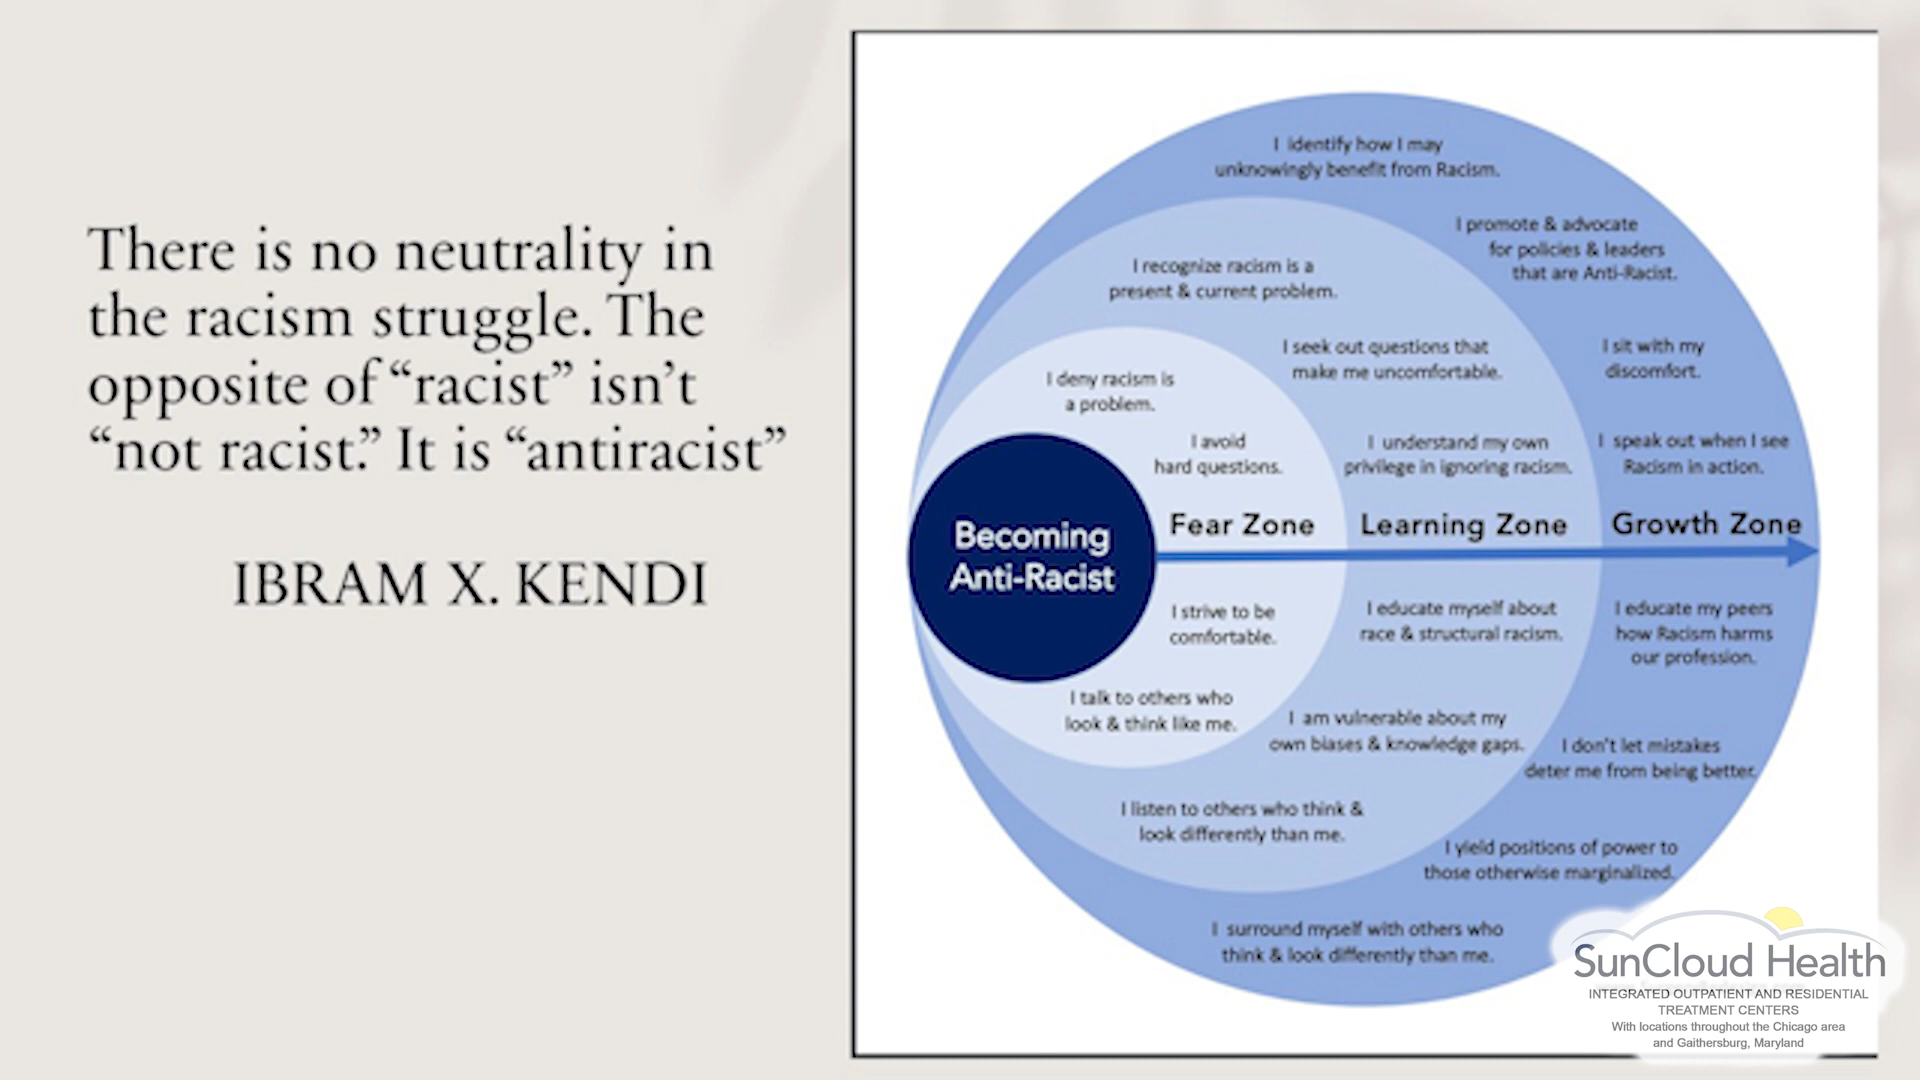 There is no neutrality in
the racism struggle. The
opposite of “racist” isn’t
“not racist.” It is “antiracist”
IBRAM X. KENDI
I identify how I may
unknowingly benefit from Racism.
I promote & advocate
for policies & leaders
that are Anti-Racist.
I recognize racism is a
present & current problem.
I seek out questions that
make me uncomfortable.
I sit with my
discomfort.
I deny racism is
a problem.
I avoid
hard questions.
I understand my own
privilege in ignoring racism.
I speak out when I see
Racism in action.
Becoming
Anti-Racist
Fear Zone
Learning Zone
Growth Zone
I strive to be
comfortable.
I educate myself about
race & structural racism.
I educate my peers
how Racism harms
our profession.
I talk to others who
look & think like me.
I am vulnerable about my
own biases & knowledge gaps.
I don't let mistakes
deter me from being better.
I listen to others who think &
look differently than me.
I yield positions of power to
those otherwise marginalized.
I surround myself with others who
think & look differently than me.
SunCloud Health
INTEGRATED OUTPATIENT AND RESIDENTIAL
TREATMENT CENTERS
With locations throughout the Chicago area
and Gaithersburg, Maryland